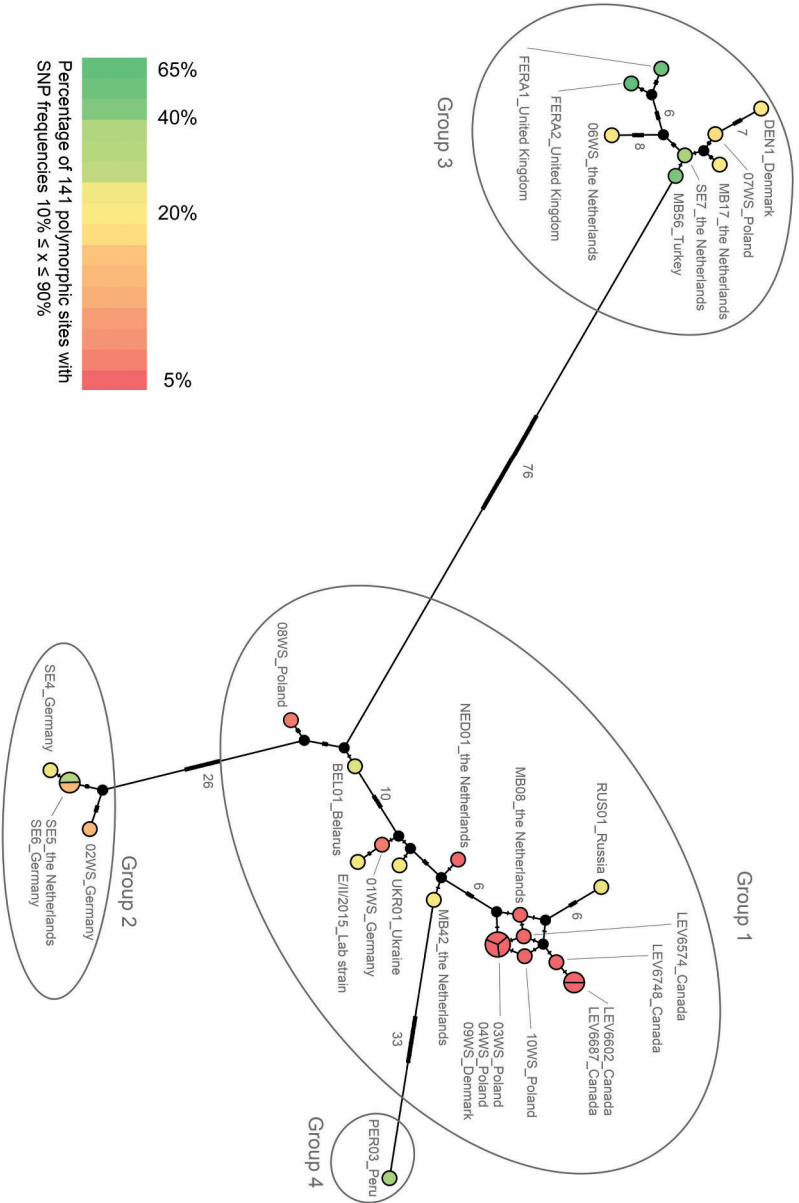 65%
40%
20%
5%
Percentage of 141 polymorphic sites with
SNP frequencies 10% ≤ x ≤ 90%
Group 3
FERA1_United Kingdom
FERA2_United Kingdom
06WS_the Netherlands
DEN1_Denmark
07WS_Poland
MB17_the Netherlands
SE7_the Netherlands
MB56_Turkey
6
8
7
76
Group 1
08WS_Poland
BEL01_Belarus
10
E/II/2015_Lab strain
01WS_Germany
UKR01_Ukraine
MB42_the Netherlands
NED01_the Netherlands
6
MB08_the Netherlands
RUS01_Russia
6
LEV6574_Canada
LEV6748_Canada
LEV6602_Canada
LEV6687_Canada
10WS_Poland
03WS_Poland
04WS_Poland
09WS_Denmark
26
Group 2
SE4_Germany
SE5_the Netherlands
SE6_Germany
02WS_Germany
33
Group 4
PER03_Peru